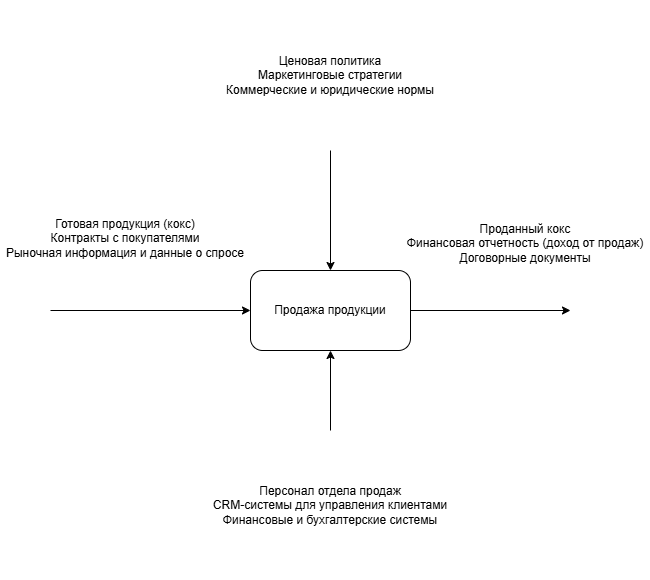 Ценовая политика
Маркетинговые стратегии
Коммерческие и юридические нормы
Готовая продукция (кокс)
Контракты с покупателями
Рыночная информация и данные о спросе
Проданный кокс
Финансовая отчетность (доход от продаж)
Договорные документы
Продажа продукции
Персонал отдела продаж
CRM-системы для управления клиентами
Финансовые и бухгалтерские системы